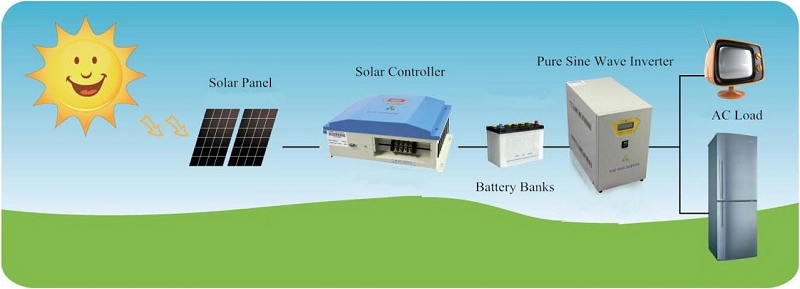 Solar Panel
Solar Controller
Battery Banks
Pure Sine Wave Inverter
AC Load